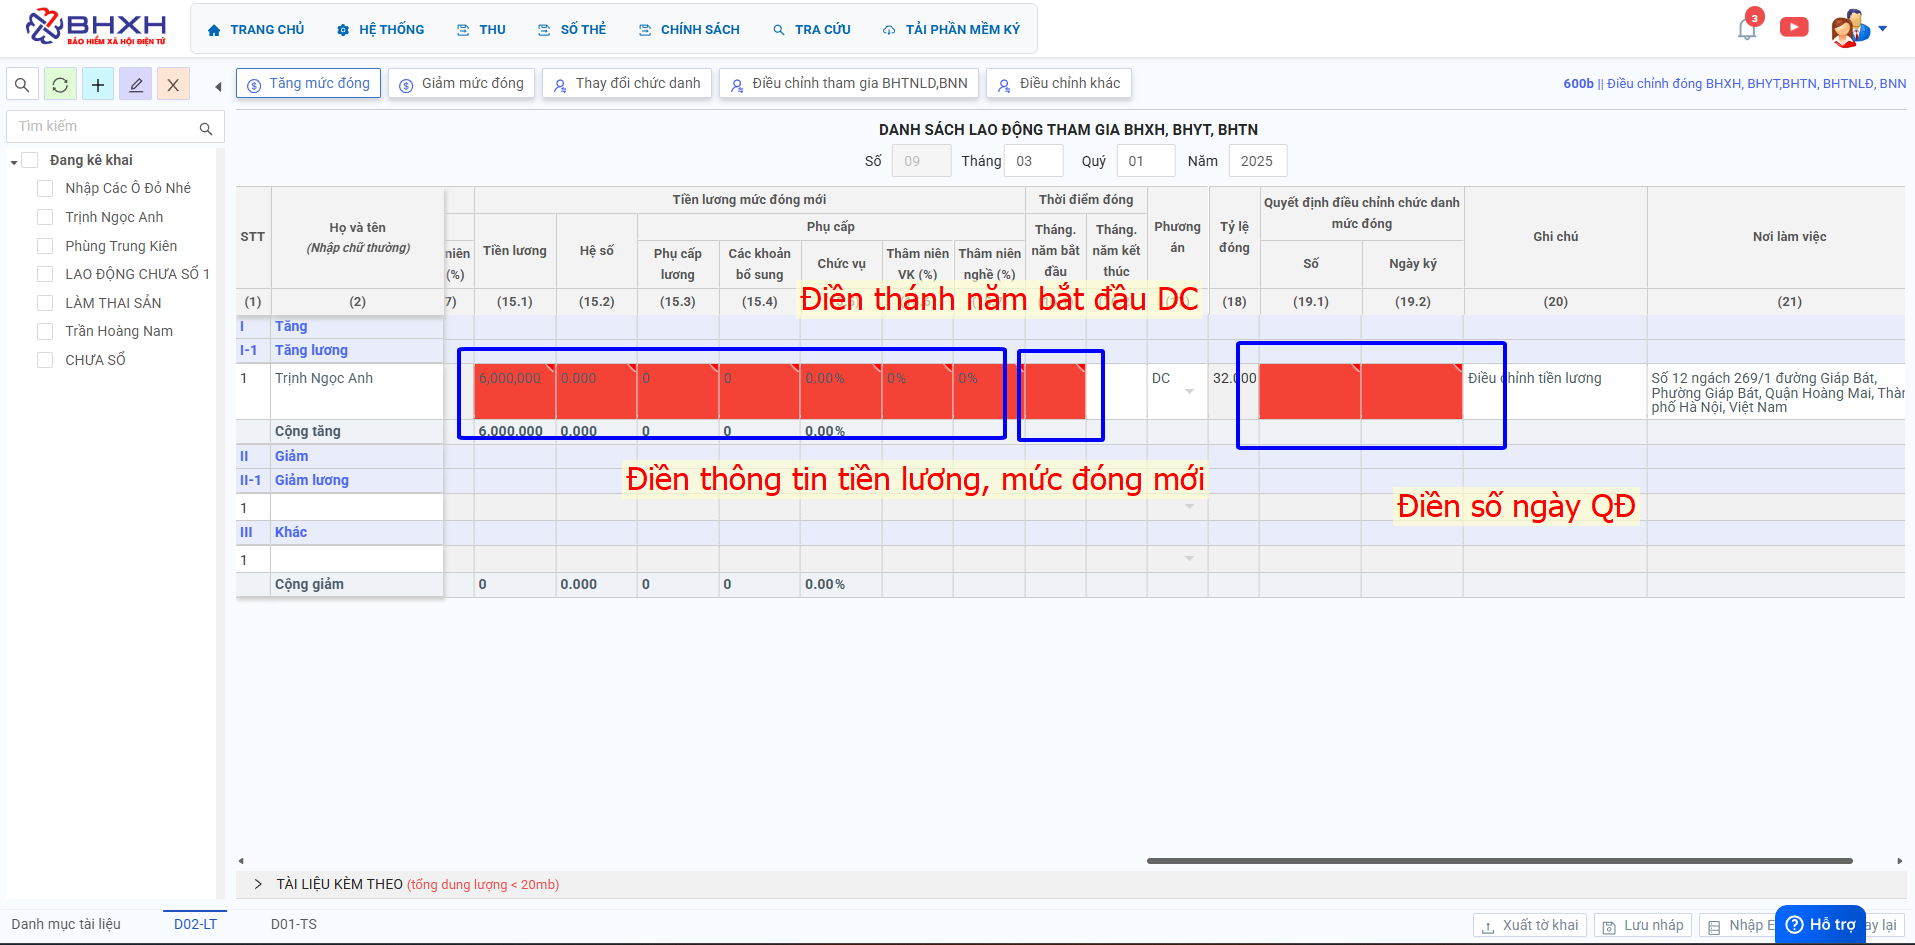 BHXH
BẢO HIỂM XÃ HỘI ĐIỆN TỬ
TRANG CHỦ
HỆ THỐNG
THU
SỔ THẺ
CHÍNH SÁCH
TRA CỨU
TẢI PHẦN MỀM KÝ
3
Tìm kiếm
Đang kê khai
Nhập Các Ô Đỏ Nhé
Trịnh Ngọc Anh
Phùng Trung Kiên
LAO ĐỘNG CHƯA SỔ 1
LÀM THAI SẢN
Trần Hoàng Nam
CHƯA SỔ
Tăng mức đóng
Giảm mức đóng
Thay đổi chức danh
Điều chỉnh tham gia BHTNLD,BNN
Điều chỉnh khác
600b || Điều chỉnh đóng BHXH, BHYT,BHTN, BHTNLĐ, BNN
DANH SÁCH LAO ĐỘNG THAM GIA BHXH, BHYT, BHTN
Số 09 Tháng 03 Quý 01 Năm 2025
STT
Họ và tên
(Nhập chữ thường)
niên
(%)
Tiền lương mức đóng mới
Tiền lương
Hệ số
Phụ cấp
Phụ cấp
lương
Các khoản
bổ sung
Chức vụ
Thâm niên
VK (%)
Thâm niên
nghề (%)
Thời điểm đóng
Tháng.
năm bắt
đầu
Tháng.
năm kết
thúc
Phương
án
Tỷ lệ
đóng
Quyết định điều chỉnh chức danh
mức đóng
Số
Ngày ký
Ghi chú
Nơi làm việc
(1) (2) 7) (15.1) (15.2) (15.3) (15.4) (18) (19.1) (19.2) (20) (21)
Điền thánh năm bắt đầu DC
I Tăng
I-1 Tăng lương
1 Trịnh Ngọc Anh 6,000,000 0.000 0 0 0.00% 0% 0% DC 32.000 Điều chỉnh tiền lương
Số 12 ngách 269/1 đường Giáp Bát,
Phường Giáp Bát, Quận Hoàng Mai, Thàn
phố Hà Nội, Việt Nam
Cộng tăng 6,000,000 0.000 0 0 0.00%
II Giảm
II-1 Giảm lương
Điền thông tin tiền lương, mức đóng mới
Điền số ngày QĐ
1
III Khác
1
Cộng giảm 0 0.000 0 0 0.00%
TÀI LIỆU KÈM THEO (tổng dung lượng < 20mb)
Danh mục tài liệu
D02-LT
D01-TS
Xuất tờ khai
Lưu nháp
Nhập E
Hỗ trợ
ay lại